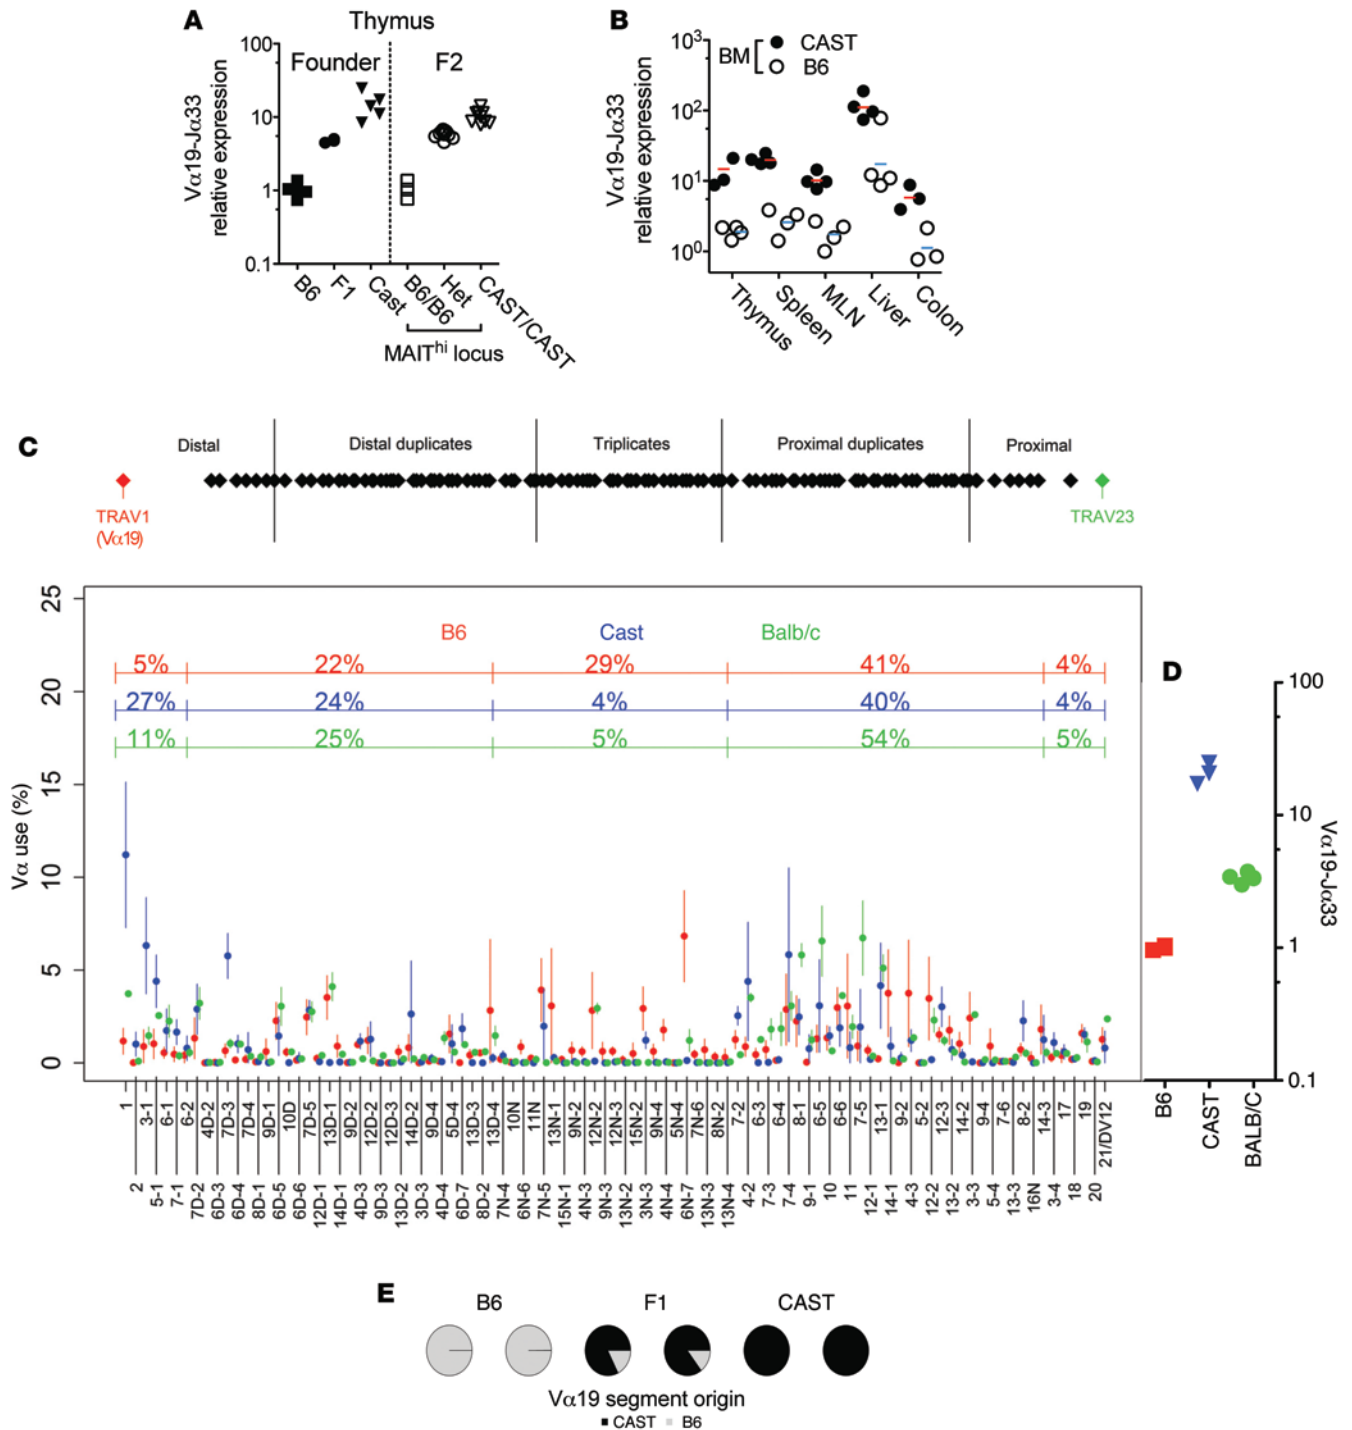 A
Thymus
Founder
F2
Vα19-Jα33
relative expression
100
10
1
0.1
B6
F1
Cast
B6/B6
Het
CAST/CAST
MAIThi locus
B
BM
CAST
B6
Vα19-Jα33
relative expression
103
102
101
100
Thymus
Spleen
MLN
Liver
Colon
C
Distal
Distal duplicates
Triplicates
Proximal duplicates
Proximal
TRAV1
(Vα19)
TRAV23
B6
Cast
Balb/c
5%
22%
29%
41%
4%
27%
24%
4%
40%
4%
11%
25%
5%
54%
5%
Vα use (%)
25
20
15
10
5
0
1
3-1
6-1
6-2
4D-2
7D-3
9D-1
10D
7D-5
13D-1
9D-2
12D-2
14D-3
14D-2
9D-4
5D-4
13D-3
13D-4
10N
11N
13N-1
9N-2
12N-2
12N-3
15N-2
9N-4
5N-4
7N-6
8N-2
7-2
6-3
6-4
8-1
6-5
6-6
7-5
13-1
9-2
5-2
12-3
14-2
9-4
7-6
8-2
14-3
17
19
21/DV12
2
5-1
7-1
7D-2
6D-3
6D-4
8D-1
6D-5
6D-6
12D-1
14D-1
4D-3
9D-3
13D-2
3D-3
4D-4
6D-7
8D-2
7N-4
6N-6
7N-5
15N-1
4N-3
9N-3
13N-2
3N-3
4N-4
6N-7
13N-3
13N-4
4-2
7-3
7-4
9-1
10
11
12-1
14-1
4-3
12-2
13-2
3-3
5-4
13-3
16N
3-4
18
20
D
100
10
1
0.1
Vα19-Jα33
B6
CAST
BALB/C
E
B6
F1
CAST
Vα19 segment origin
CAST B6